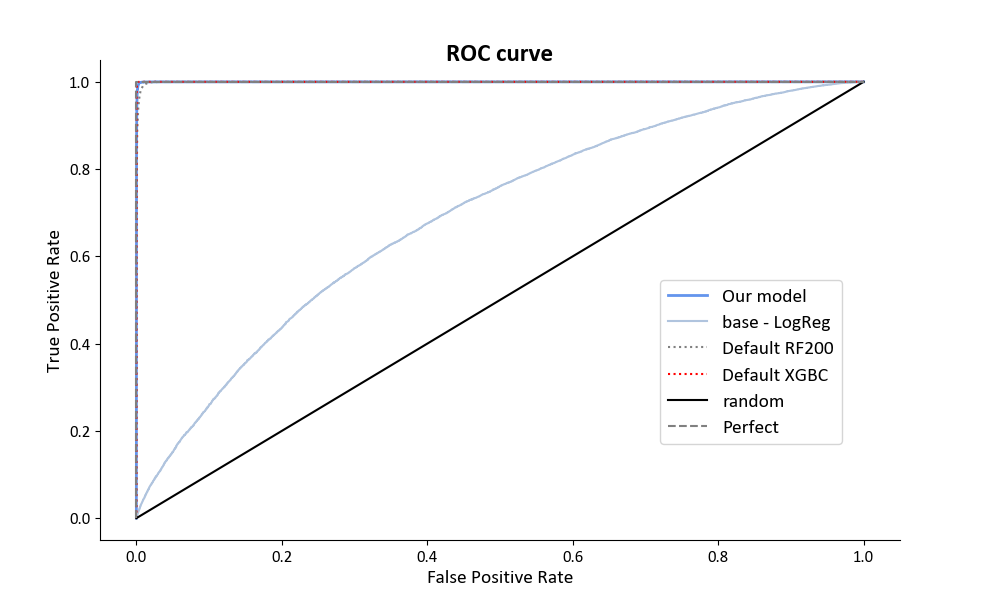 ROC curve
1.0
0.8
0.6
0.4
0.2
0.0
True Positive Rate
0.0 0.2 0.4 0.6 0.8 1.0
False Positive Rate
Our model
base - LogReg
Default RF200
Default XGBC
random
Perfect